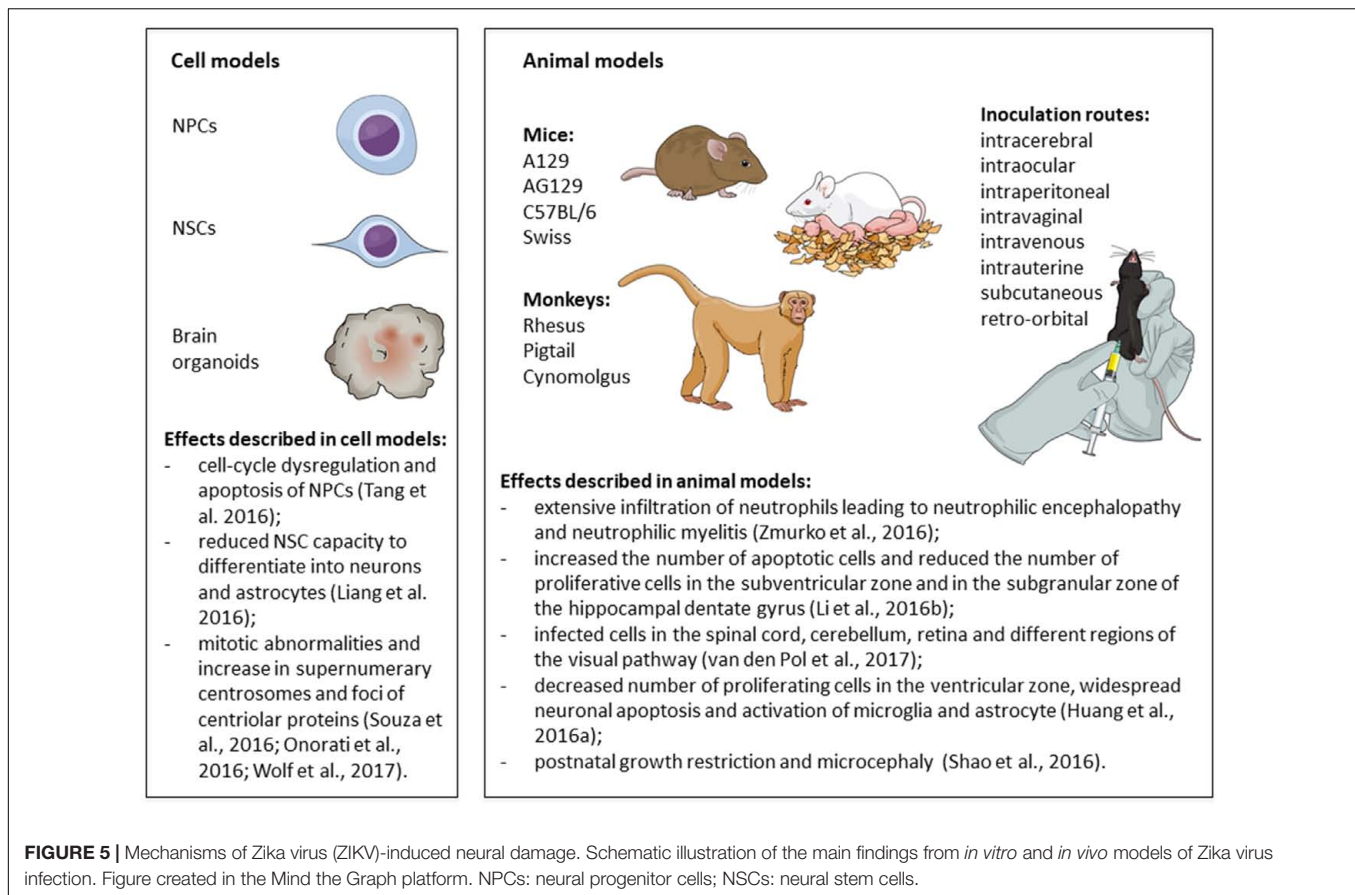 Cell models
NPCs
NSCs
Brain
organoids
Effects described in cell models:
- cell-cycle dysregulation and
apoptosis of NPCs (Tang et
al. 2016);
- reduced NSC capacity to
differentiate into neurons
and astrocytes (Liang et al.
2016);
- mitotic abnormalities and
increase in supernumerary
centrosomes and foci of
centriolar proteins (Souza et
al., 2016; Onorati et al.,
2016; Wolf et al., 2017).
Animal models
Mice:
A129
AG129
C57BL/6
Swiss
Monkeys:
Rhesus
Pigtail
Cynomolgus
Inoculation routes:
intracerebral
intraocular
intraperitoneal
intravaginal
intravenous
intrauterine
subcutaneous
retro-orbital
Effects described in animal models:
- extensive infiltration of neutrophils leading to neutrophilic encephalopathy
and neutrophilic myelitis (Zmurko et al., 2016);
- increased the number of apoptotic cells and reduced the number of
proliferative cells in the subventricular zone and in the subgranular zone of
the hippocampal dentate gyrus (Li et al., 2016b);
- infected cells in the spinal cord, cerebellum, retina and different regions of
the visual pathway (van den Pol et al., 2017);
- decreased number of proliferating cells in the ventricular zone, widespread
neuronal apoptosis and activation of microglia and astrocyte (Huang et al.,
2016a);
- postnatal growth restriction and microcephaly (Shao et al., 2016).
FIGURE 5 | Mechanisms of Zika virus (ZIKV)-induced neural damage. Schematic illustration of the main findings from in vitro and in vivo models of Zika virus
infection. Figure created in the Mind the Graph platform. NPCs: neural progenitor cells; NSCs: neural stem cells.